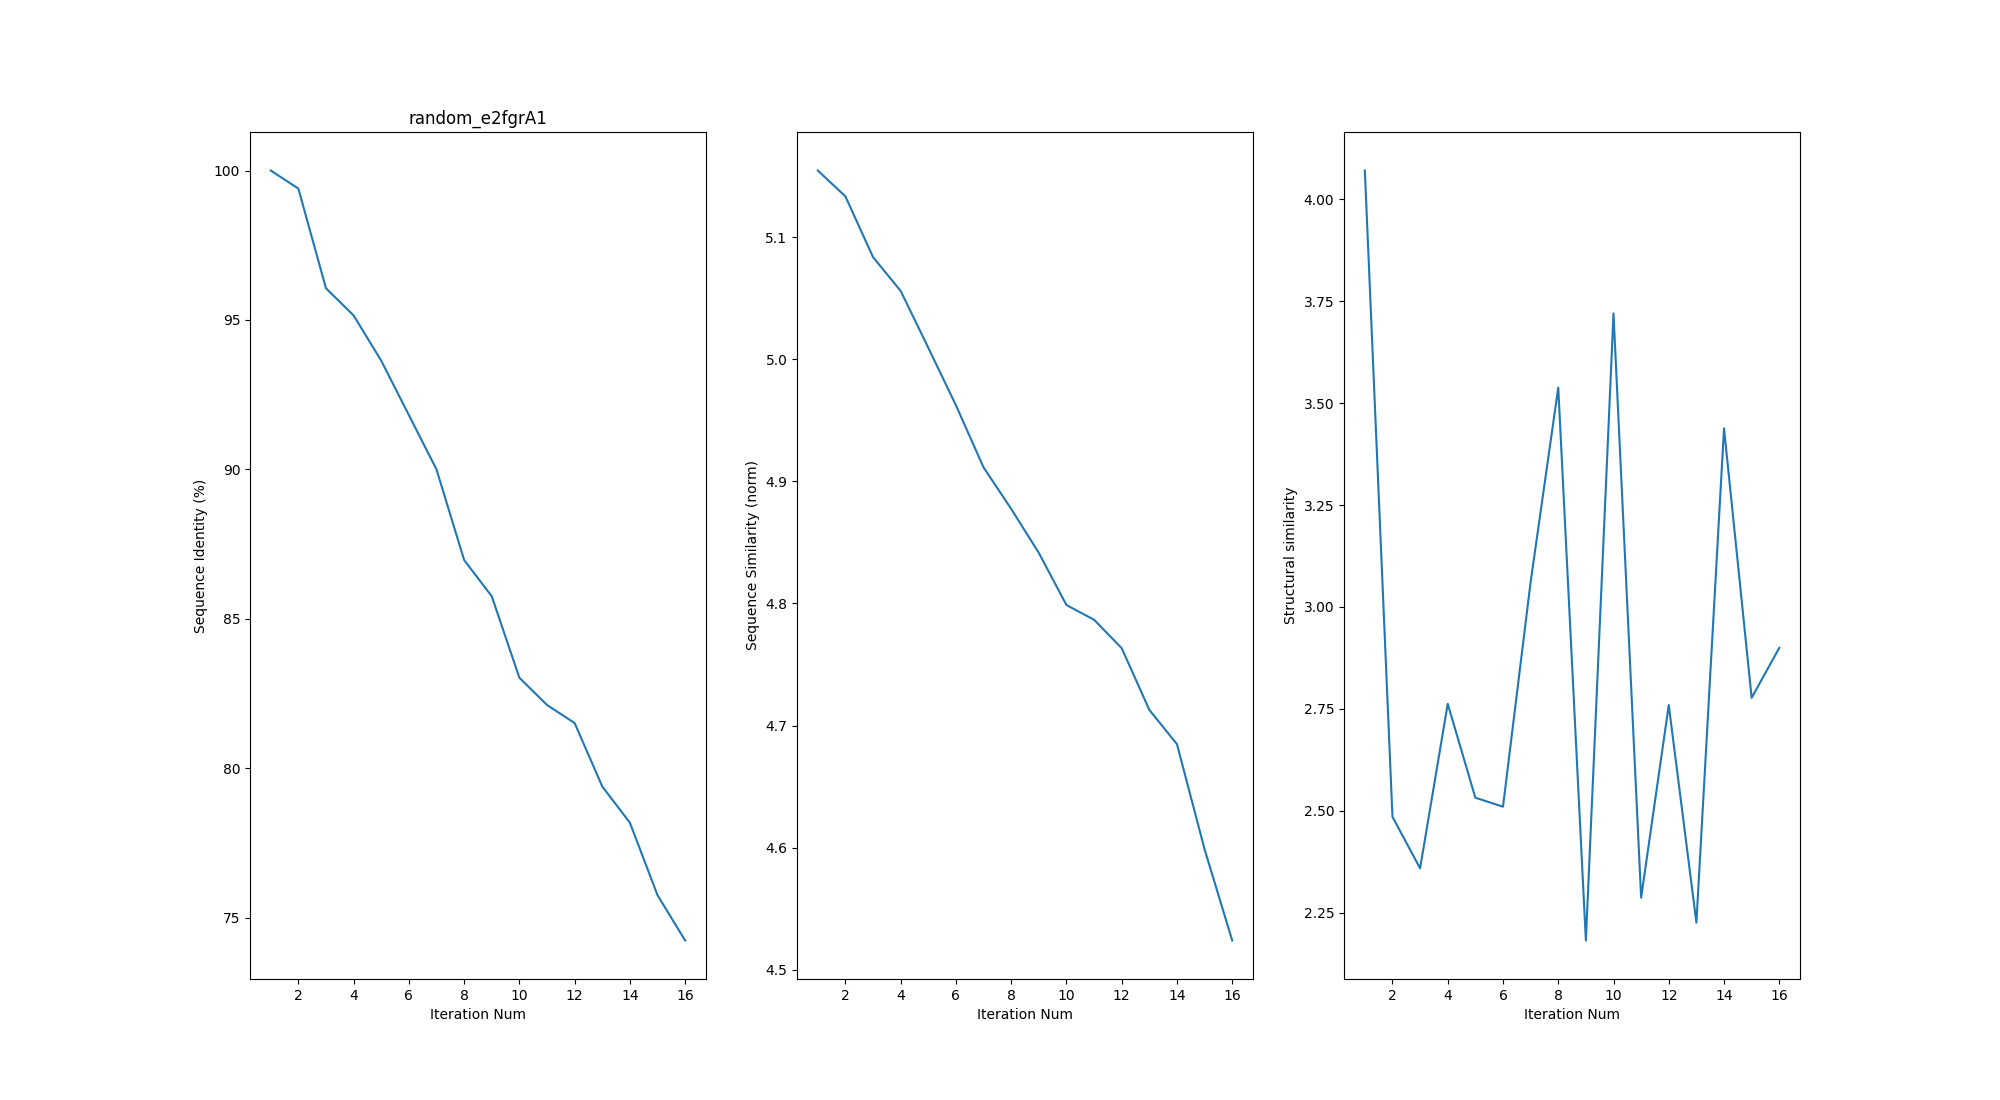 random_e2fgrA1
Sequence Identity (%)
100
95
90
85
80
75
2 4 6 8 10 12 14 16
Iteration Num
Sequence Similarity (norm)
5.1
5.0
4.9
4.8
4.7
4.6
4.5
2 4 6 8 10 12 14 16
Iteration Num
Structural similarity
4.00
3.75
3.50
3.25
3.00
2.75
2.50
2.25
2 4 6 8 10 12 14 16
Iteration Num